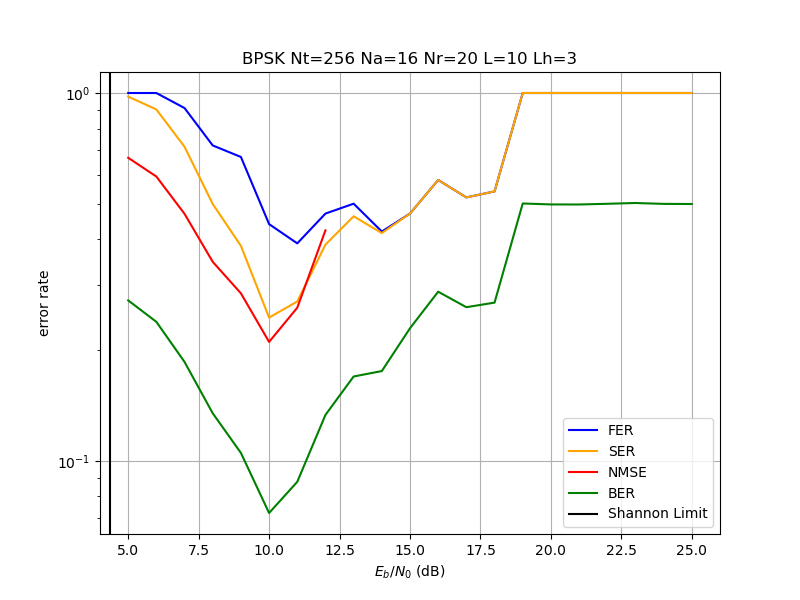 BPSK Nt=256 Na=16 Nr=20 L=10 Lh=3
10⁰
10⁻¹
error rate
5.0 7.5 10.0 12.5 15.0 17.5 20.0 22.5 25.0
E_b/N_0 (dB)
FER
SER
NMSE
BER
Shannon Limit